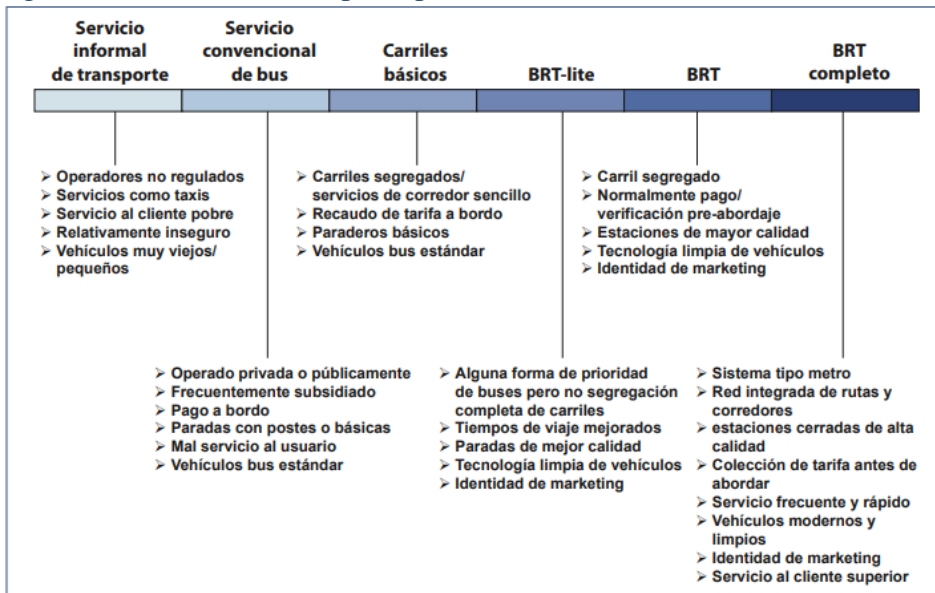 Servicio informal de transporte
Servicio convencional de bus
Carriles básicos
BRT-lite
BRT
BRT completo
➢ Operadores no regulados
➢ Servicios como taxis
➢ Servicio al cliente pobre
➢ Relativamente inseguro
➢ Vehículos muy viejos/
pequeños
➢ Operado privada o públicamente
➢ Frecuentemente subsidiado
➢ Pago a bordo
➢ Paradas con postes o básicas
➢ Mal servicio al usuario
➢ Vehículos bus estándar
➢ Carriles segregados/
servicios de corredor sencillo
➢ Recaudo de tarifa a bordo
➢ Paraderos básicos
➢ Vehículos bus estándar
➢ Alguna forma de prioridad
de buses pero no segregación
completa de carriles
➢ Tiempos de viaje mejorados
➢ Paradas de mejor calidad
➢ Tecnología limpia de vehículos
➢ Identidad de marketing
➢ Carril segregado
➢ Normalmente pago/
verificación pre-abordaje
➢ Estaciones de mayor calidad
➢ Tecnología limpia de vehículos
➢ Identidad de marketing
➢ Sistema tipo metro
➢ Red integrada de rutas y
corredores
➢ estaciones cerradas de alta
calidad
➢ Colección de tarifa antes de
abordar
➢ Servicio frecuente y rápido
➢ Vehículos modernos y
limpios
➢ Identidad de marketing
➢ Servicio al cliente superior